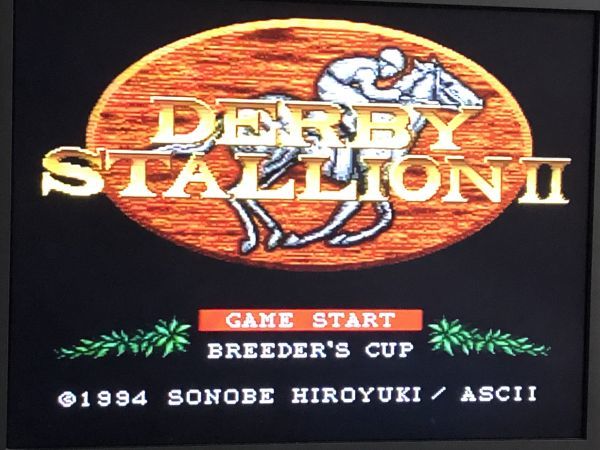 DERBY
STALLION II
GAME START
BREEDER'S CUP
©1994 SONOBE HIROYUKI / ASCII